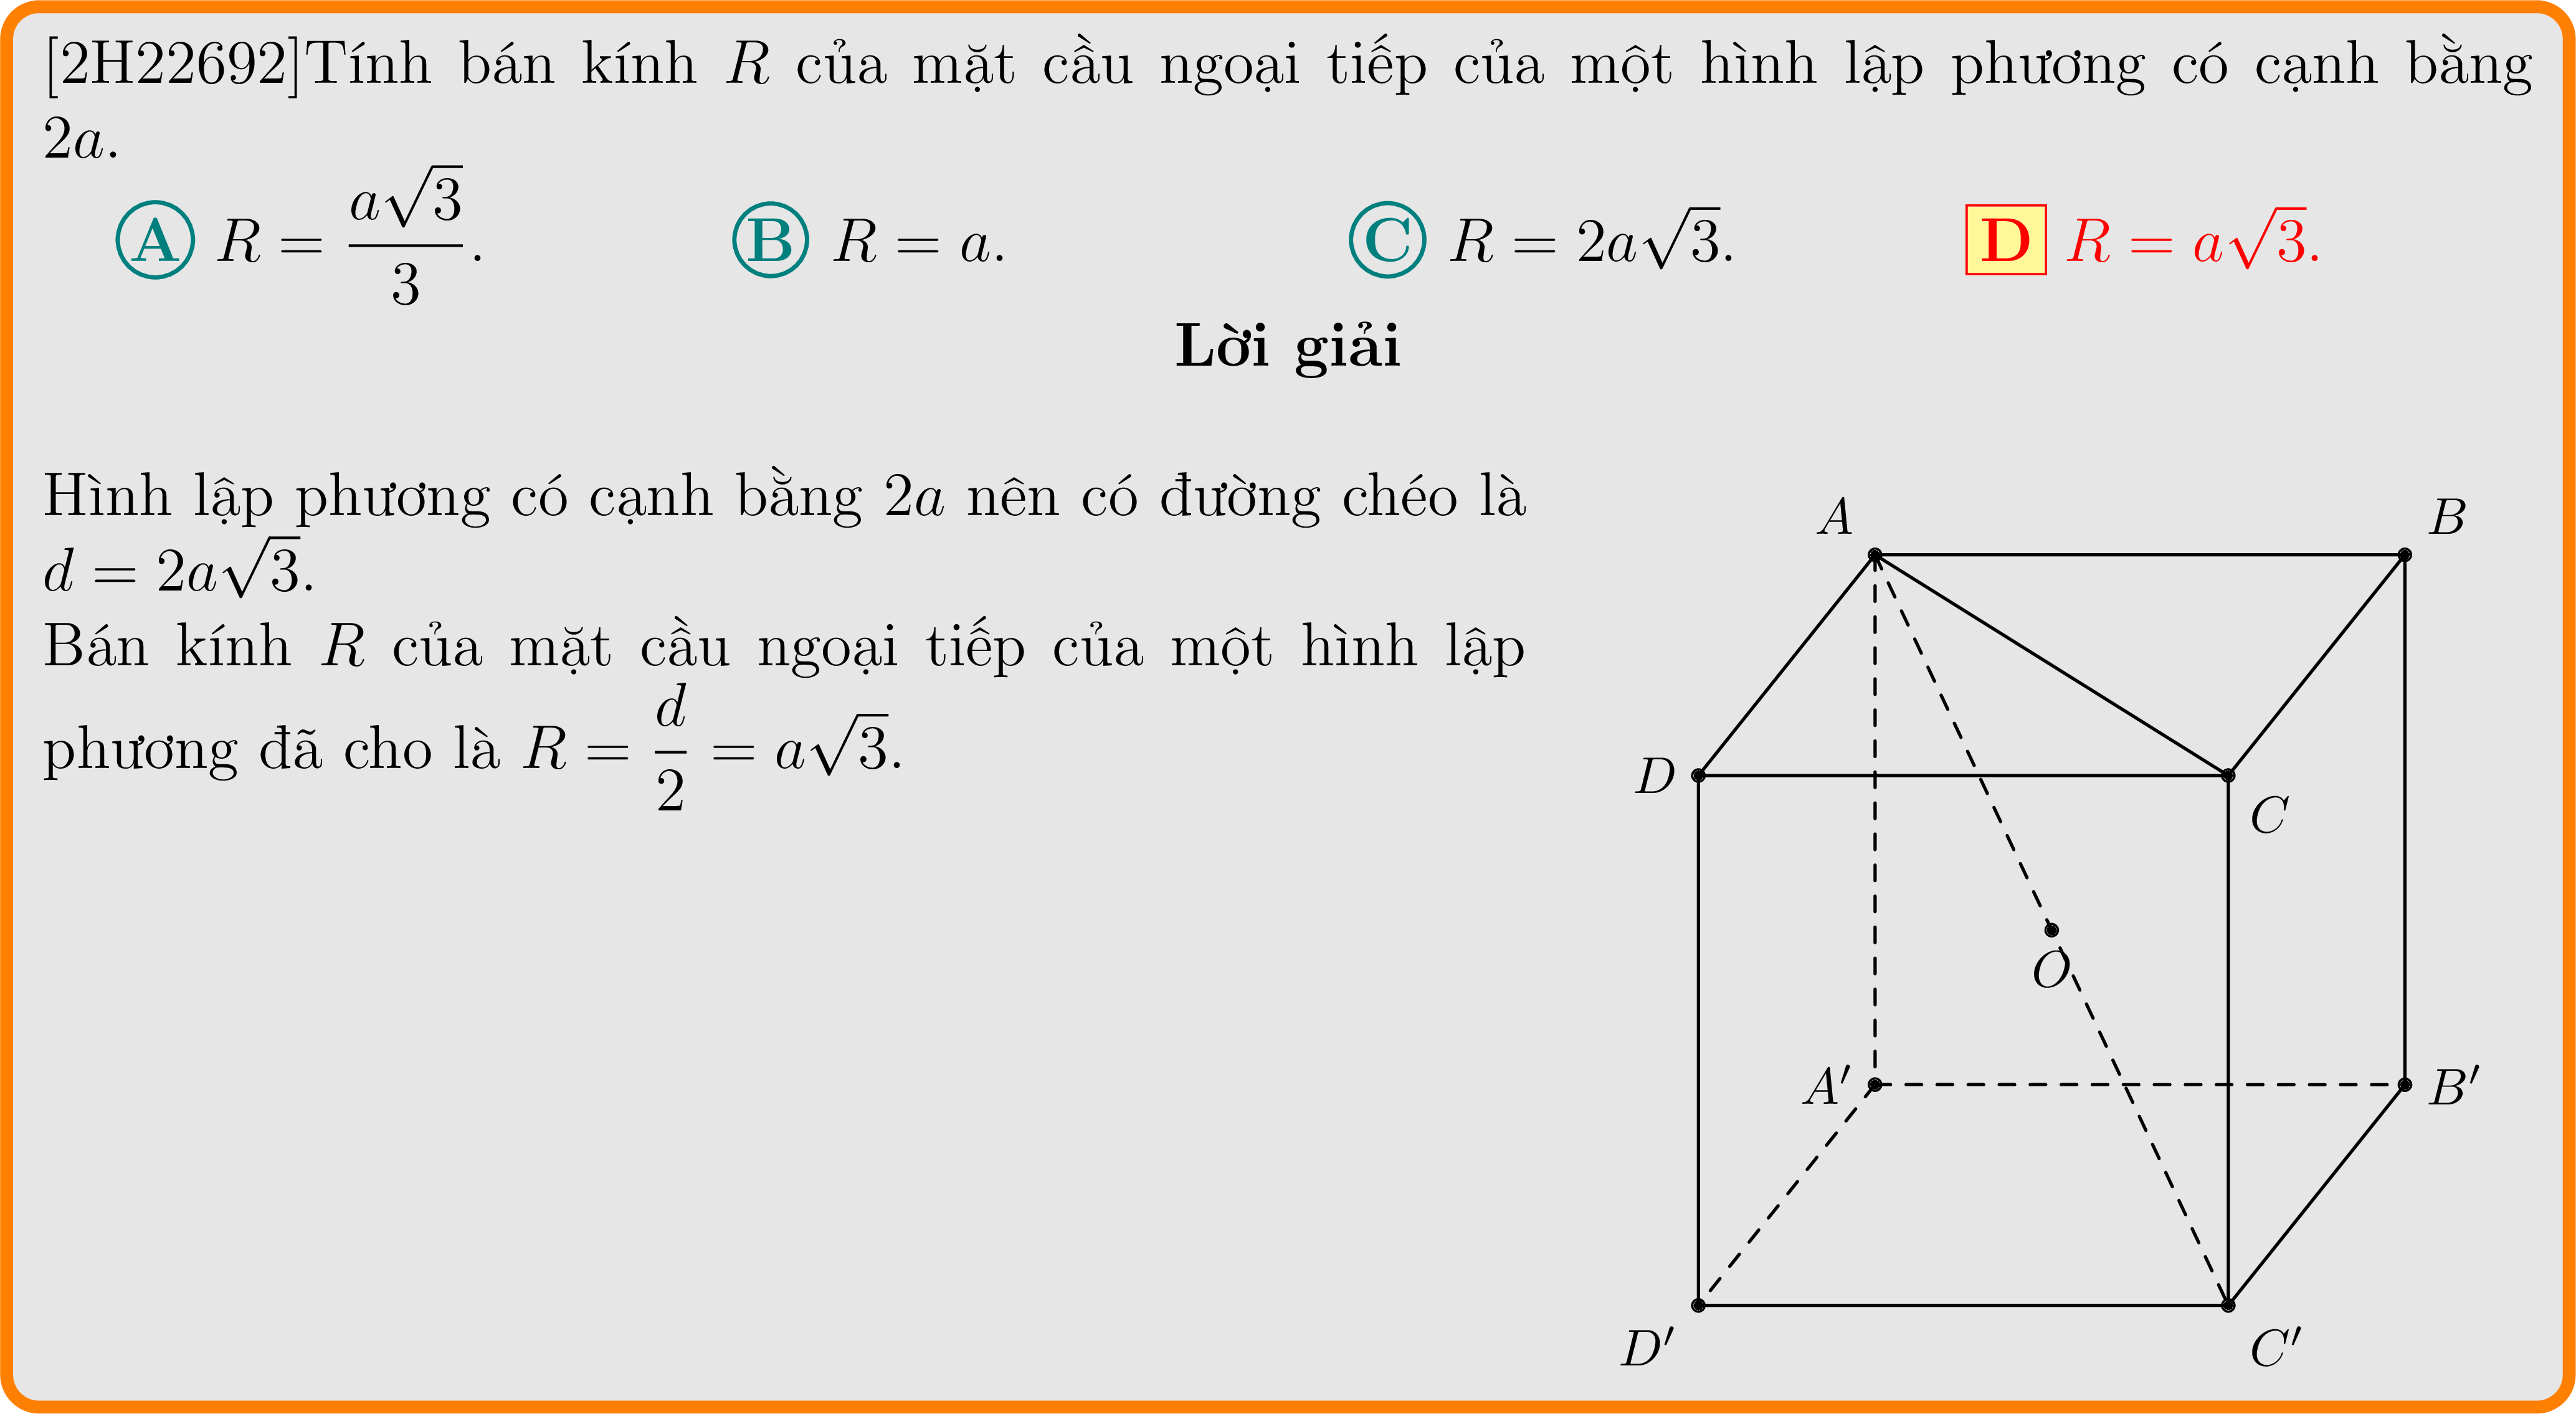 [2H22692]Tính bán kính R của mặt cầu ngoại tiếp của một hình lập phương có cạnh bằng
2a.
A R = \frac{a\sqrt{3}}{3}. B R = a. C R = 2a\sqrt{3}. D R = a\sqrt{3}.
Lời giải
Hình lập phương có cạnh bằng 2a nên có đường chéo là
d = 2a\sqrt{3}.
Bán kính R của mặt cầu ngoại tiếp của một hình lập
phương đã cho là R = \frac{d}{2} = a\sqrt{3}.
A B
D C
O
A′ B′
D′ C′